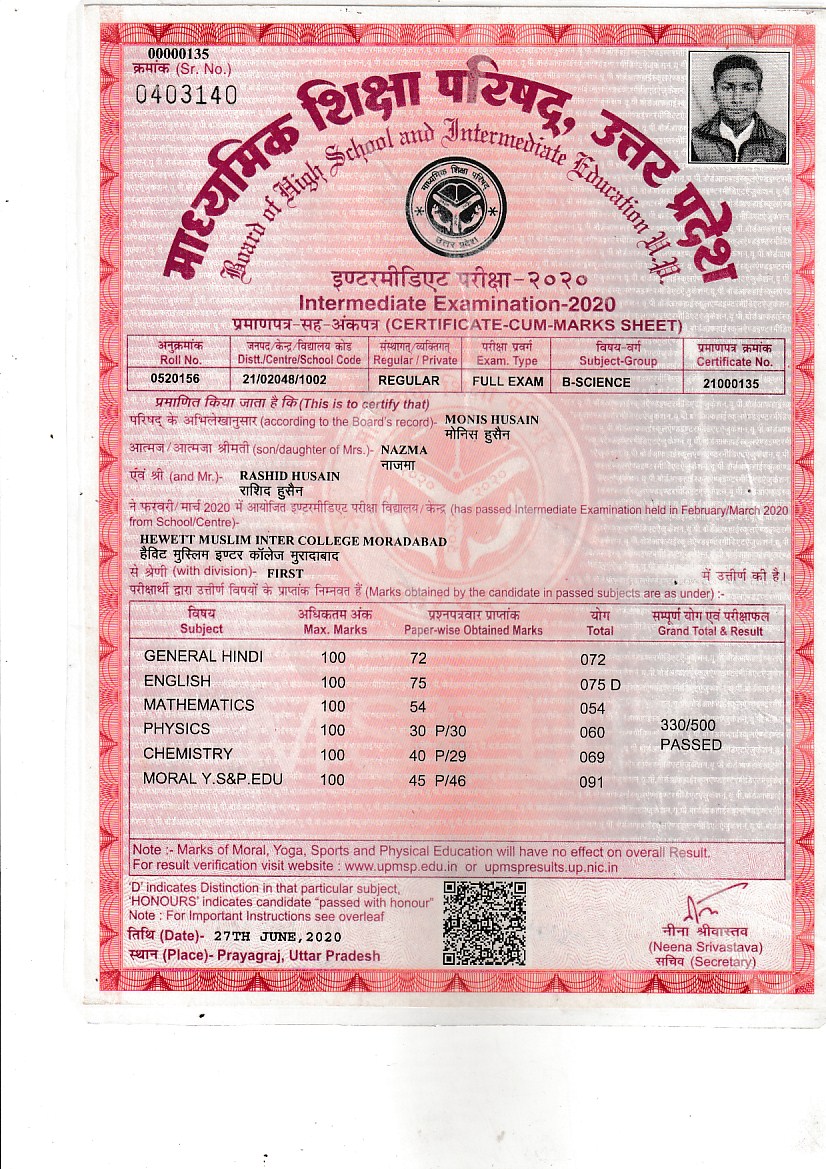 00000135
क्रमांक (Sr. No.)
0403140
माध्यमिक शिक्षा परिषद्, उत्तर प्रदेश
Board of High School and Intermediate Education U.P.
माध्यमिक शिक्षा परिषद्
उत्तर प्रदेश
इण्टरमीडिएट परीक्षा-२०२०
Intermediate Examination-2020
प्रमाणपत्र-सह-अंकपत्र (CERTIFICATE-CUM-MARKS SHEET)
अनुक्रमांक जनपद/केन्द्र/विद्यालय कोड संस्थागत/व्यक्तिगत परीक्षा प्रवर्ग विषय-वर्ग प्रमाणपत्र क्रमांक
Roll No. Distt./Centre/School Code Regular / Private Exam. Type Subject-Group Certificate No.
0520156 21/02048/1002 REGULAR FULL EXAM B-SCIENCE 21000135
प्रमाणित किया जाता है कि (This is to certify that)
परिषद् के अभिलेखानुसार (according to the Board's record)- MONIS HUSAIN
मोनिस हुसैन
आत्मज/आत्मजा श्रीमती (son/daughter of Mrs.)- NAZMA
नाजमा
एवं श्री (and Mr.)- RASHID HUSAIN
राशिद हुसैन
ने फरवरी/मार्च 2020 में आयोजित इण्टरमीडिएट परीक्षा विद्यालय/केन्द्र (has passed Intermediate Examination held in February/March 2020
from School/Centre)-
HEWETT MUSLIM INTER COLLEGE MORADABAD
हैविट मुस्लिम इण्टर कॉलेज मुरादाबाद
से श्रेणी (with division)- FIRST में उत्तीर्ण की है।
परीक्षार्थी द्वारा उत्तीर्ण विषयों के प्राप्तांक निम्नवत हैं (Marks obtained by the candidate in passed subjects are as under) :-
विषय अधिकतम अंक प्रश्नपत्रवार प्राप्तांक योग सम्पूर्ण योग एवं परीक्षाफल
Subject Max. Marks Paper-wise Obtained Marks Total Grand Total & Result
GENERAL HINDI 100 72 072
ENGLISH 100 75 075 D
MATHEMATICS 100 54 054
PHYSICS 100 30 P/30 060 330/500
PASSED
CHEMISTRY 100 40 P/29 069
MORAL Y.S&P.EDU 100 45 P/46 091
Note :- Marks of Moral, Yoga, Sports and Physical Education will have no effect on overall Result.
For result verification visit website : www.upmsp.edu.in or upmspresults.up.nic.in
'D' indicates Distinction in that particular subject,
'HONOURS' indicates candidate "passed with honour"
Note : For Important Instructions see overleaf
तिथि (Date)- 27TH JUNE,2020
स्थान (Place)- Prayagraj, Uttar Pradesh
नीना श्रीवास्तव
(Neena Srivastava)
सचिव (Secretary)